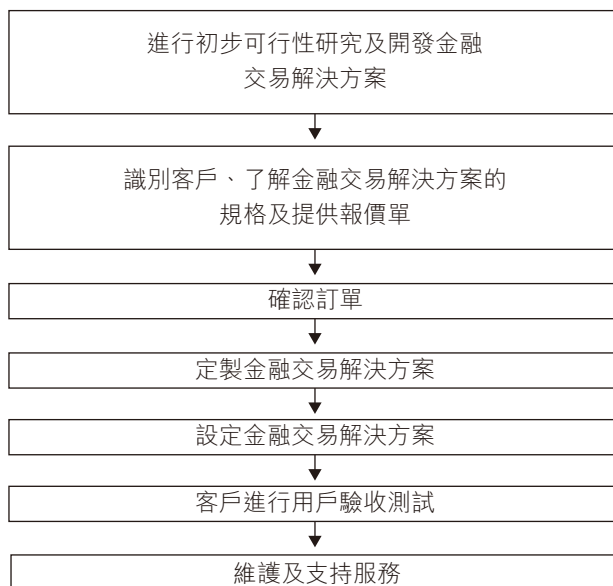 進行初步可行性研究及開發金融
交易解決方案
識別客戶、了解金融交易解決方案的
規格及提供報價單
確認訂單
定製金融交易解決方案
設定金融交易解決方案
客戶進行用戶驗收測試
維護及支持服務